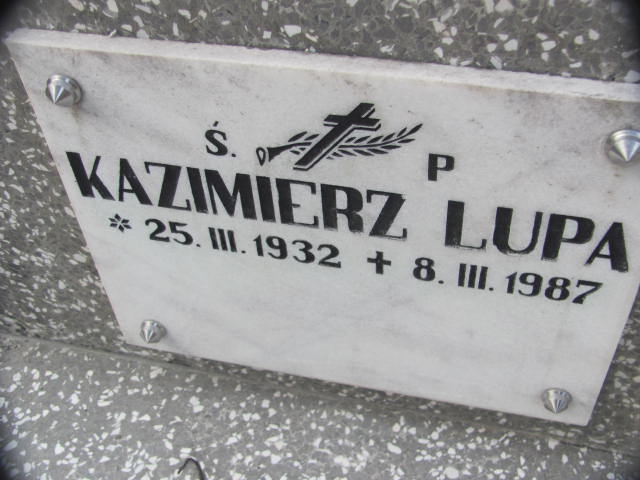 Ś. P
KAZIMIERZ LUPA
* 25. III. 1932 + 8. III. 1987